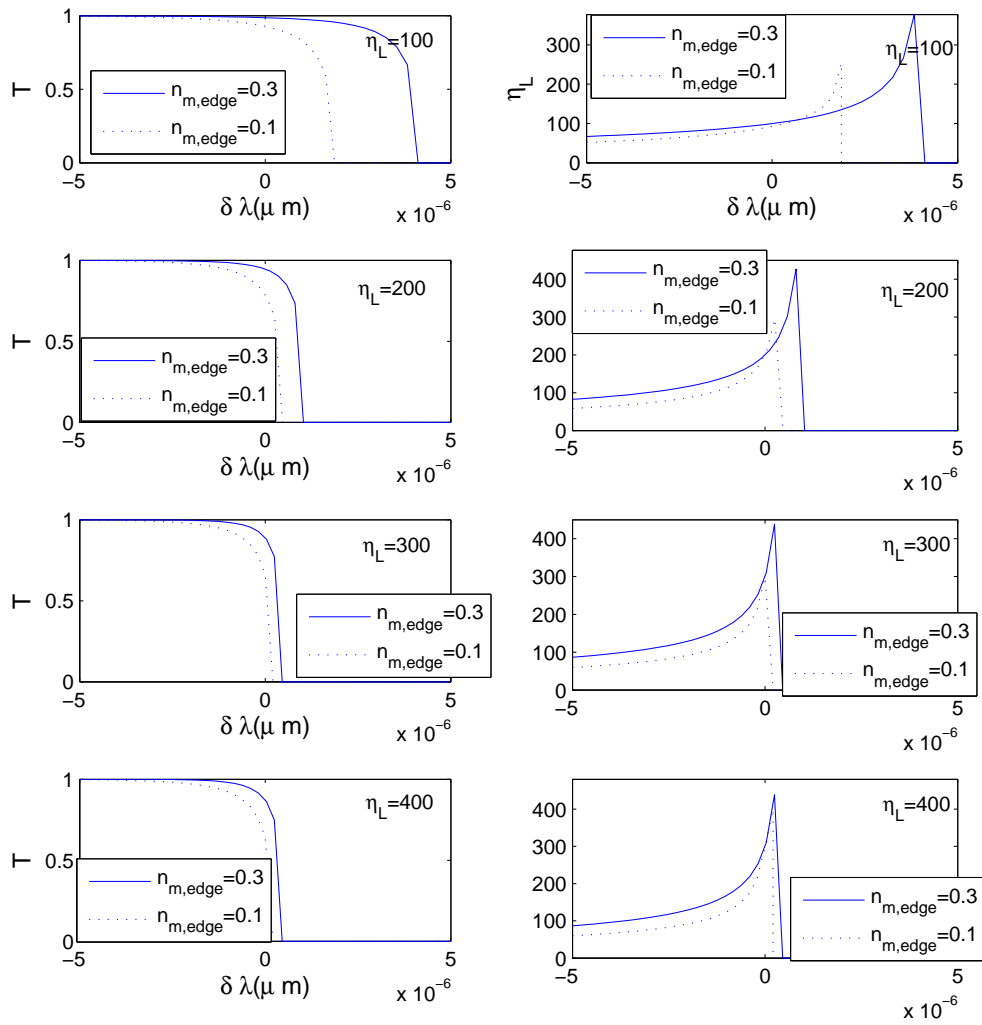 1
0.5
0
T
η_L=100
n_m,edge=0.3
n_m,edge=0.1
−5 0 5
δ λ(μ m)
x 10^−6
300
200
100
0
η_L
η_L=100
n_m,edge=0.3
n_m,edge=0.1
−5 0 5
δ λ(μ m)
x 10^−6
1
0.5
0
T
η_L=200
n_m,edge=0.3
n_m,edge=0.1
−5 0 5
δ λ(μ m)
x 10^−6
400
300
200
100
0
η_L=200
n_m,edge=0.3
n_m,edge=0.1
−5 0 5
x 10^−6
1
0.5
0
T
η_L=300
n_m,edge=0.3
n_m,edge=0.1
−5 0 5
δ λ(μ m)
x 10^−6
400
300
200
100
0
η_L=300
n_m,edge=0.3
n_m,edge=0.1
−5 0 5
x 10^−6
1
0.5
0
T
η_L=400
n_m,edge=0.3
n_m,edge=0.1
−5 0 5
δ λ(μ m)
x 10^−6
400
300
200
100
0
η_L=400
n_m,edge=0.3
n_m,edge=0.1
−5 0 5
x 10^−6